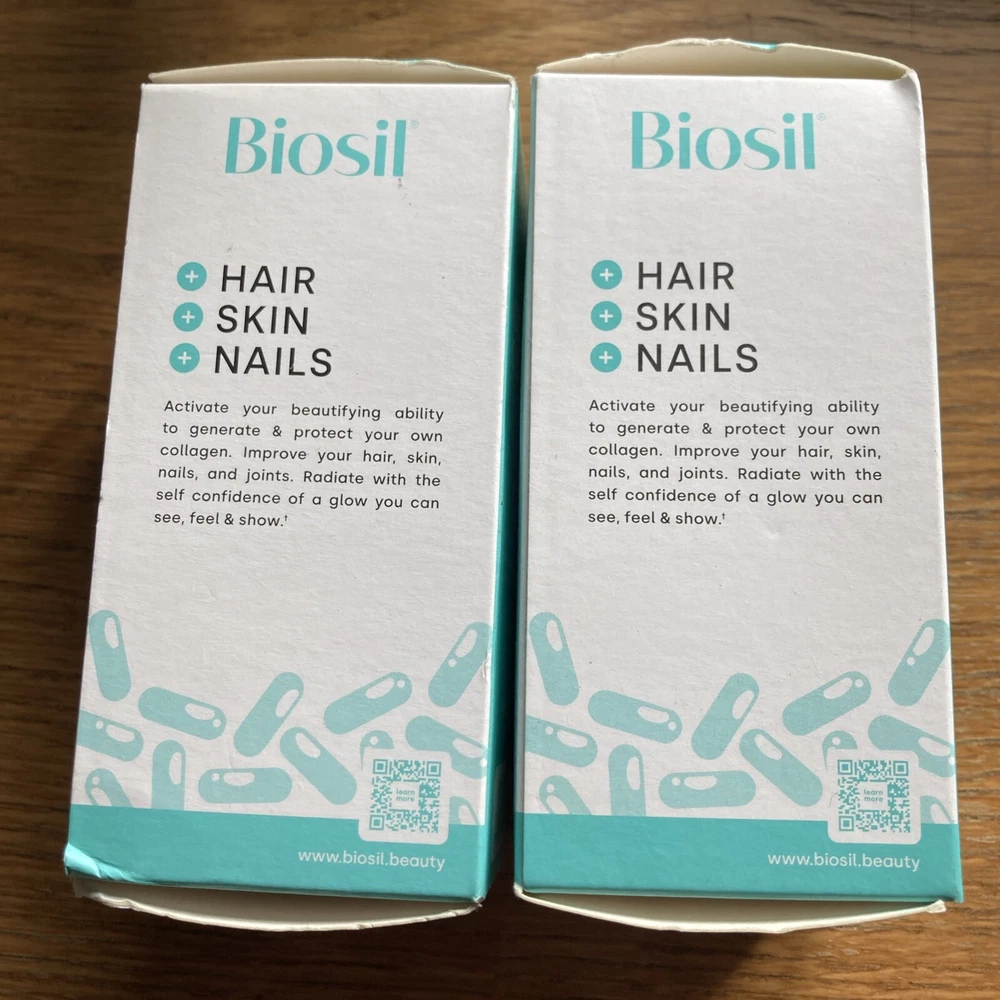 Biosil®
+ HAIR
+ SKIN
+ NAILS
Activate your beautifying ability
to generate & protect your own
collagen. Improve your hair, skin,
nails, and joints. Radiate with the
self confidence of a glow you can
see, feel & show.†
learn
more
www.biosil.beauty
Biosil®
+ HAIR
+ SKIN
+ NAILS
Activate your beautifying ability
to generate & protect your own
collagen. Improve your hair, skin,
nails, and joints. Radiate with the
self confidence of a glow you can
see, feel & show.†
learn
more
www.biosil.beauty